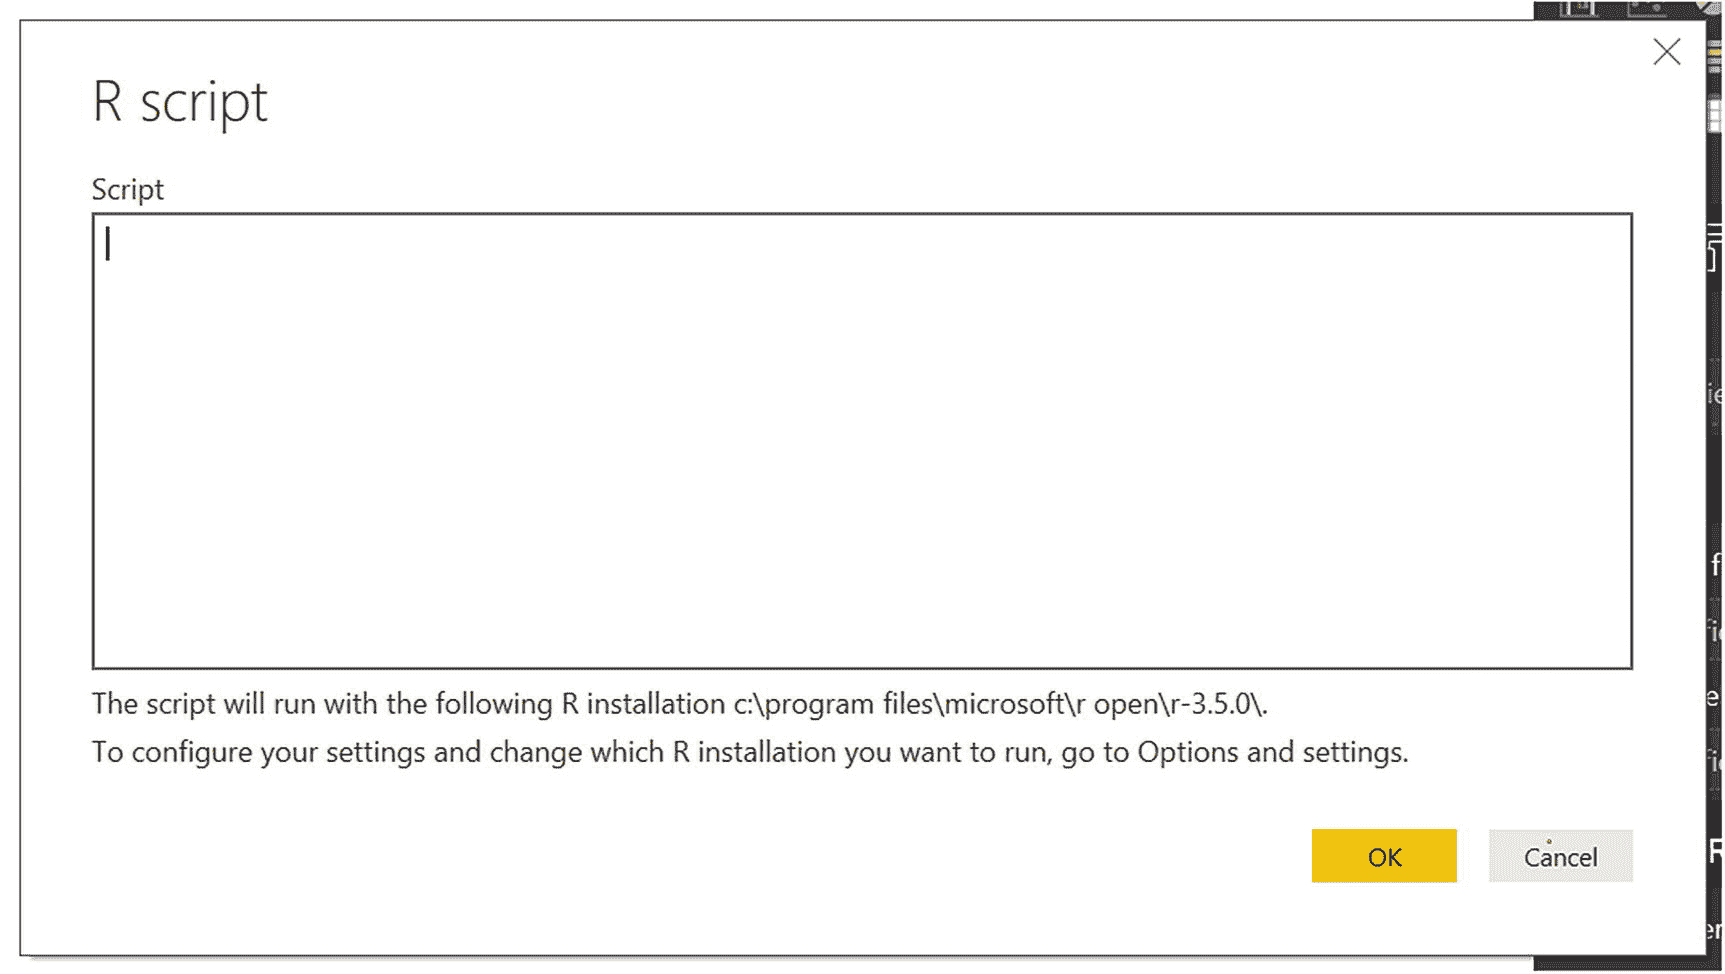 R script
Script
The script will run with the following R installation c:\program files\microsoft\r open\r-3.5.0\.
To configure your settings and change which R installation you want to run, go to Options and settings.
OK
Cancel